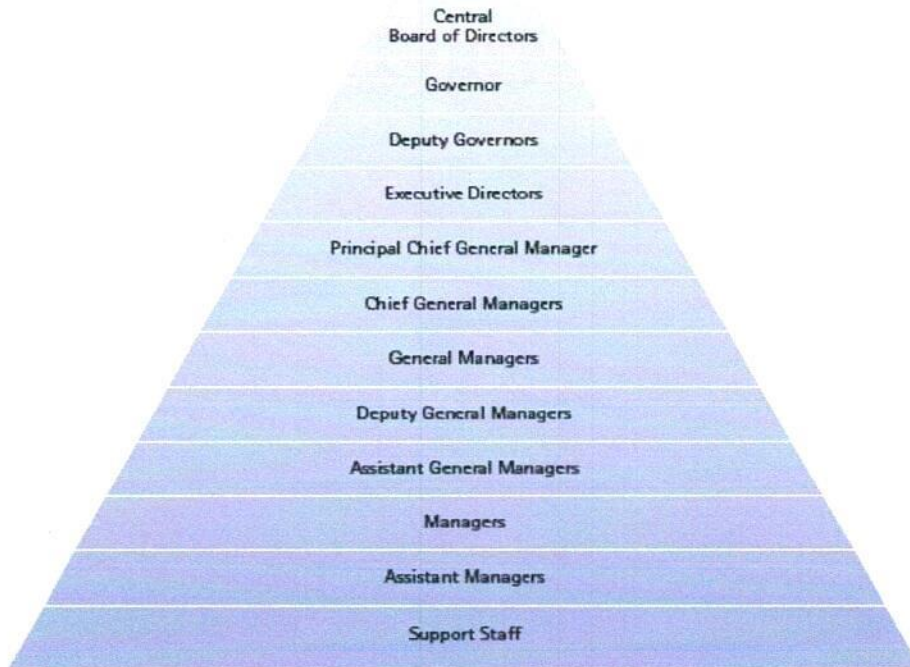 Central
Board of Directors
Governor
Deputy Governors
Executive Directors
Principal Chief General Manager
Chief General Managers
General Managers
Deputy General Managers
Assistant General Managers
Managers
Assistant Managers
Support Staff